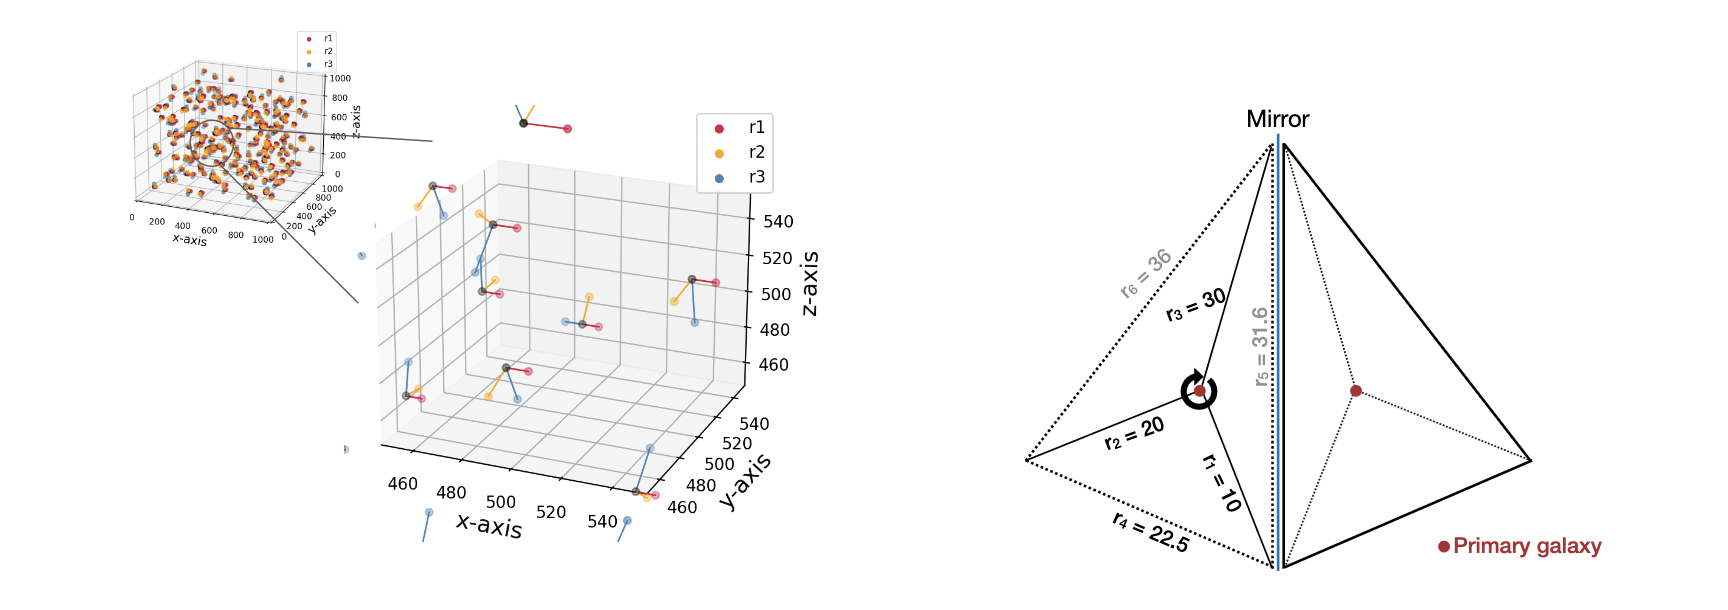 r1
r2
r3
1000
800
600
400
200
0
z-axis
1000
800
600
400
200
0
y-axis
0
200
400
600
800
1000
x-axis
r1
r2
r3
540
520
500
480
460
z-axis
540
520
500
480
460
y-axis
460
480
500
520
540
x-axis
Mirror
r₆ = 36
r₃ = 30
r₅ = 31.6
r₂ = 20
r₁ = 10
r₄ = 22.5
Primary galaxy